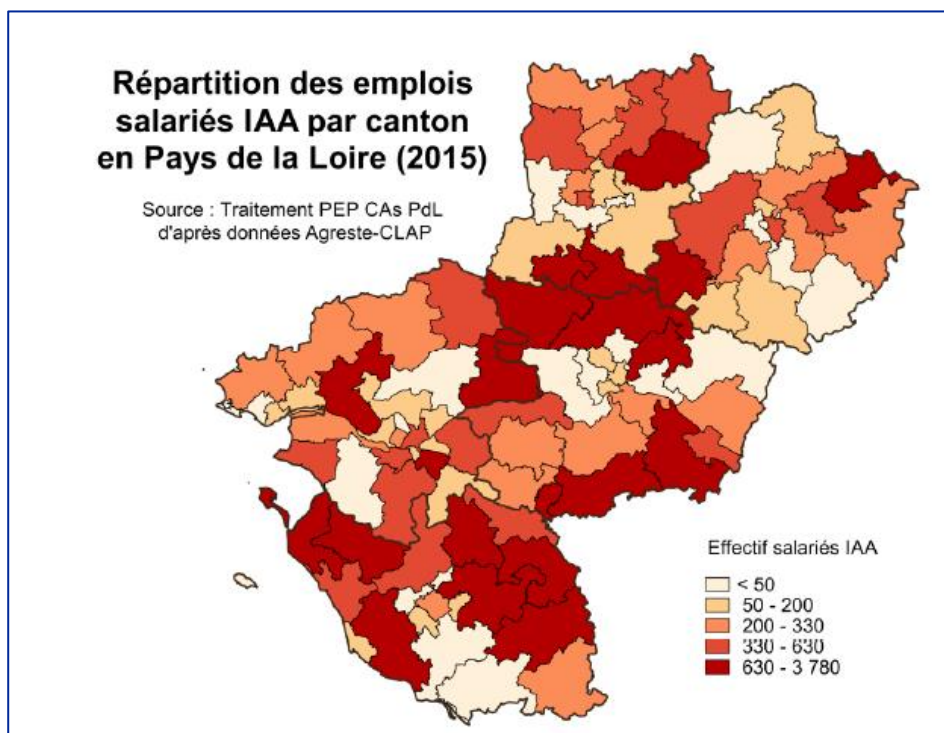 Répartition des emplois
salariés IAA par canton
en Pays de la Loire (2015)
Source : Traitement PEP CAs PdL
d'après données Agreste-CLAP
Effectif salariés IAA
< 50
50 - 200
200 - 330
330 - 630
630 - 3 780